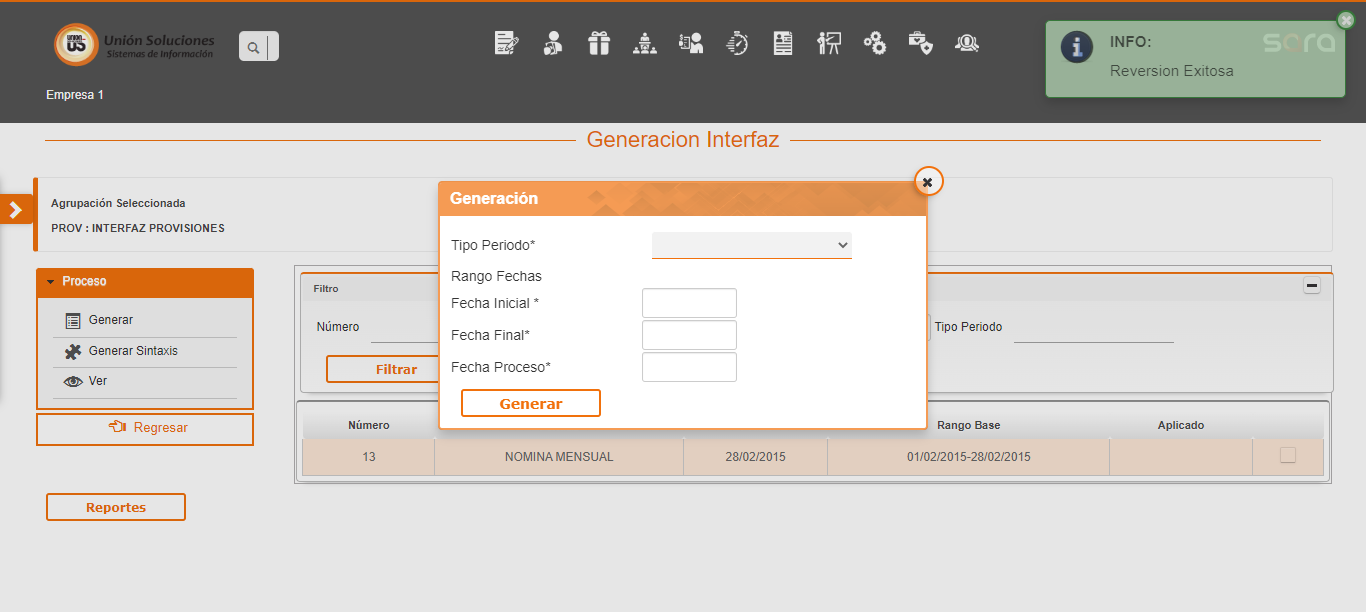 UNION
US
Unión Soluciones
Sistemas de Información
Empresa 1
INFO:
sara
Reversion Exitosa
Generacion Interfaz
Agrupación Seleccionada
PROV : INTERFAZ PROVISIONES
Generación
Tipo Periodo*
Rango Fechas
Fecha Inicial *
Fecha Final*
Fecha Proceso*
Generar
Proceso
Generar
Generar Sintaxis
Ver
Regresar
Reportes
Filtro
Número
Tipo Periodo
Filtrar
Número Rango Base Aplicado
13 NOMINA MENSUAL 28/02/2015 01/02/2015-28/02/2015